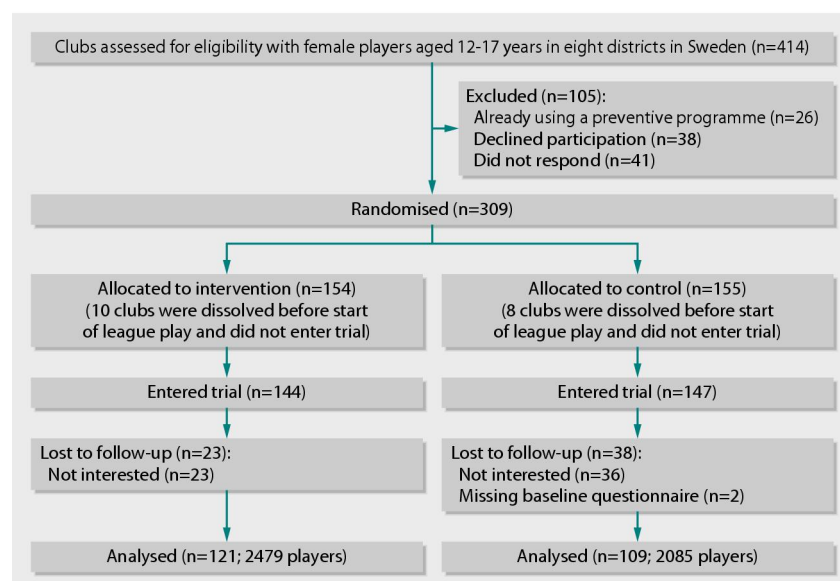 Clubs assessed for eligibility with female players aged 12-17 years in eight districts in Sweden (n=414)
Excluded (n=105):
Already using a preventive programme (n=26)
Declined participation (n=38)
Did not respond (n=41)
Randomised (n=309)
Allocated to intervention (n=154)
(10 clubs were dissolved before start
of league play and did not enter trial)
Allocated to control (n=155)
(8 clubs were dissolved before start
of league play and did not enter trial)
Entered trial (n=144)
Entered trial (n=147)
Lost to follow-up (n=23):
Not interested (n=23)
Lost to follow-up (n=38):
Not interested (n=36)
Missing baseline questionnaire (n=2)
Analysed (n=121; 2479 players)
Analysed (n=109; 2085 players)